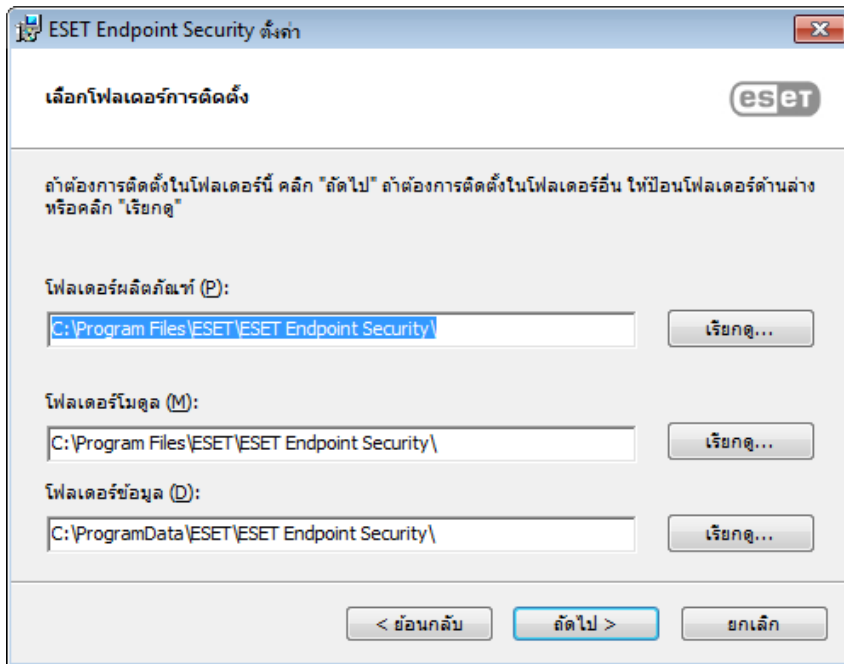 ESET Endpoint Security ตั้งค่า
เลือกโฟลเดอร์การติดตั้ง
eset
ถ้าต้องการติดตั้งในโฟลเดอร์นี้ คลิก "ถัดไป" ถ้าต้องการติดตั้งในโฟลเดอร์อื่น ให้ป้อนโฟลเดอร์ด้านล่าง
หรือคลิก "เรียกดู"
โฟลเดอร์ผลิตภัณฑ์ (P):
C:\Program Files\ESET\ESET Endpoint Security\
เรียกดู...
โฟลเดอร์โมดูล (M):
C:\Program Files\ESET\ESET Endpoint Security\
เรียกดู...
โฟลเดอร์ข้อมูล (D):
C:\ProgramData\ESET\ESET Endpoint Security\
เรียกดู...
< ย้อนกลับ
ถัดไป >
ยกเลิก